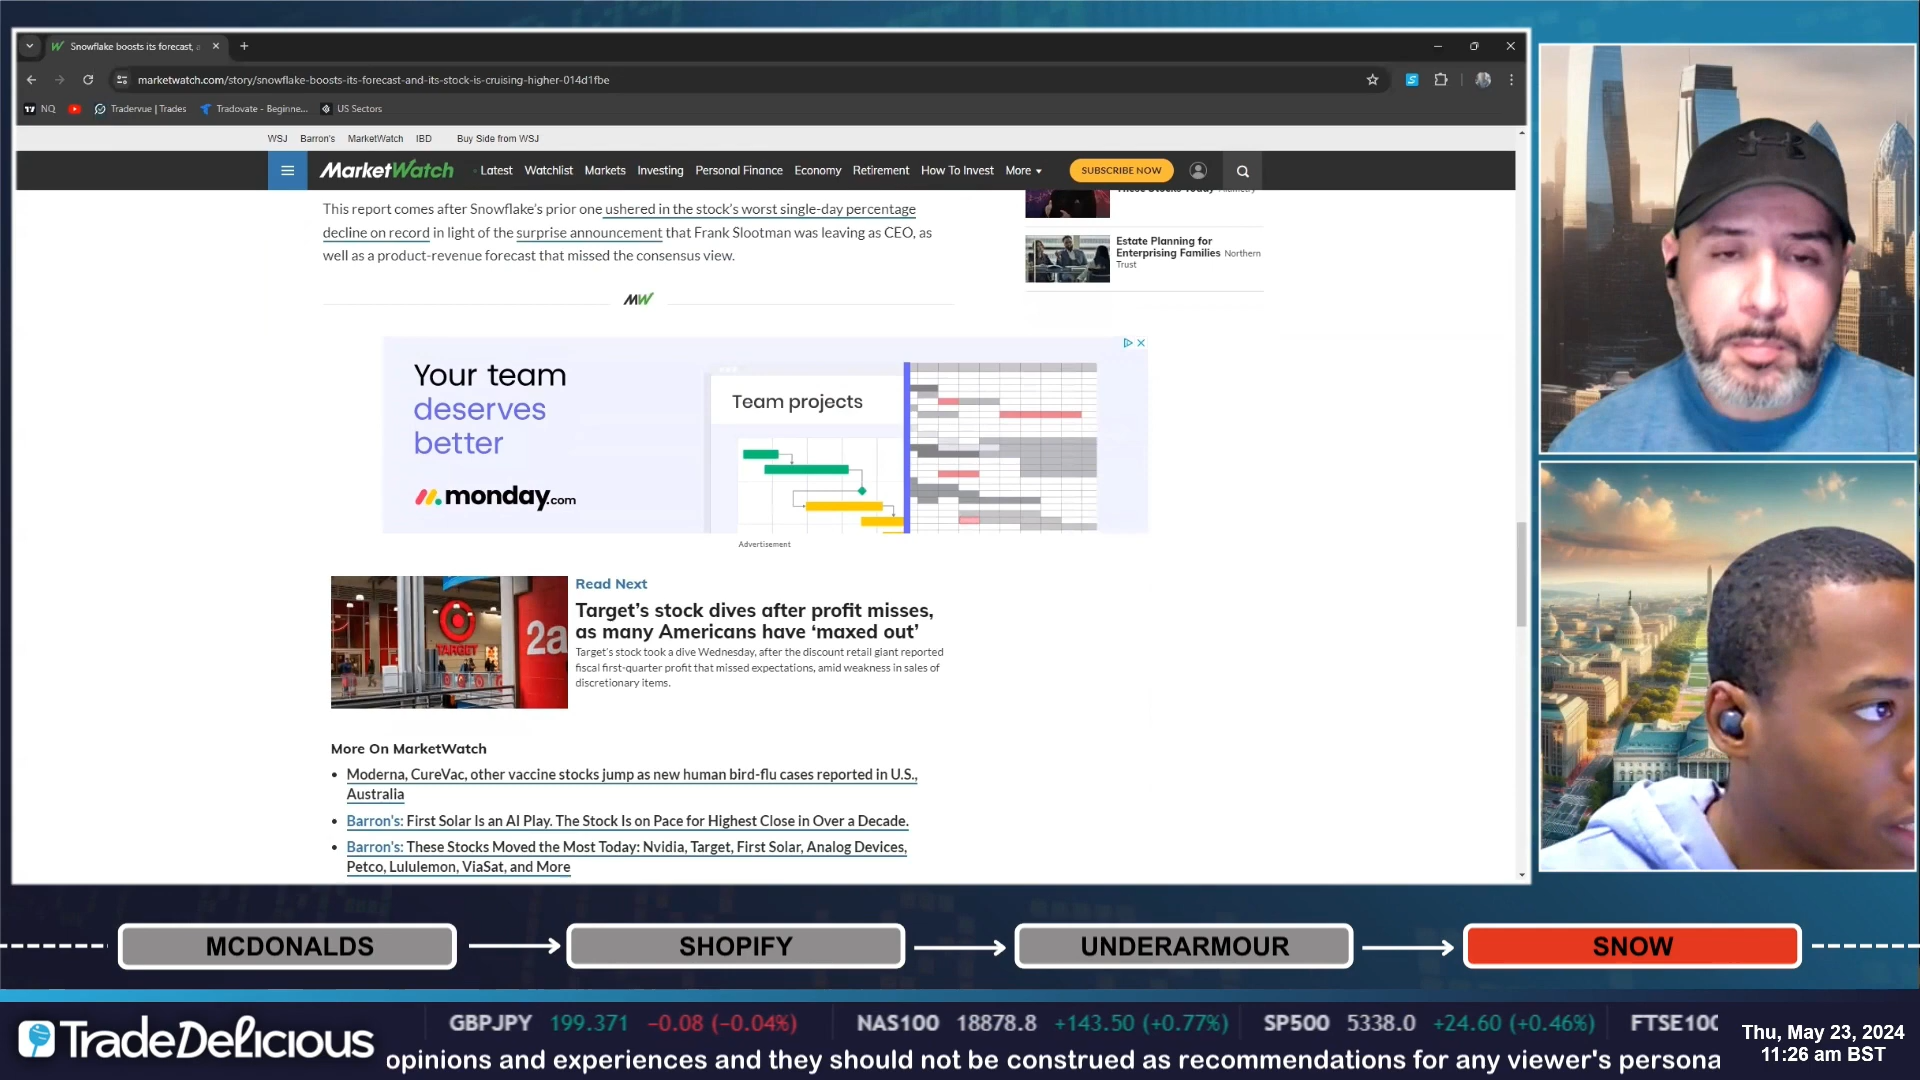 Snowflake boosts its forecast, a
marketwatch.com/story/snowflake-boosts-its-forecast-and-its-stock-is-cruising-higher-014d1fbe
NQ
Tradervue | Trades
Tradovate - Beginne...
US Sectors
WSJ Barron's MarketWatch IBD Buy Side from WSJ
MarketWatch Latest Watchlist Markets Investing Personal Finance Economy Retirement How To Invest More SUBSCRIBE NOW
This report comes after Snowflake's prior one ushered in the stock's worst single-day percentage
decline on record in light of the surprise announcement that Frank Slootman was leaving as CEO, as
well as a product-revenue forecast that missed the consensus view.
MW
Estate Planning for
Enterprising Families Northern
Trust
Your team
deserves
better
monday.com
Team projects
Advertisement
2a
TARGET
Read Next
Target's stock dives after profit misses,
as many Americans have ‘maxed out’
Target's stock took a dive Wednesday, after the discount retail giant reported
fiscal first-quarter profit that missed expectations, amid weakness in sales of
discretionary items.
More On MarketWatch
• Moderna, CureVac, other vaccine stocks jump as new human bird-flu cases reported in U.S.,
Australia
• Barron's: First Solar Is an AI Play. The Stock Is on Pace for Highest Close in Over a Decade.
• Barron's: These Stocks Moved the Most Today: Nvidia, Target, First Solar, Analog Devices,
Petco, Lululemon, ViaSat, and More
MCDONALDS
SHOPIFY
UNDERARMOUR
SNOW
TradeDelicious
GBPJPY 199.371 −0.08 (−0.04%) NAS100 18878.8 +143.50 (+0.77%) SP500 5338.0 +24.60 (+0.46%) FTSE100
opinions and experiences and they should not be construed as recommendations for any viewer's persona
Thu, May 23, 2024
11:26 am BST